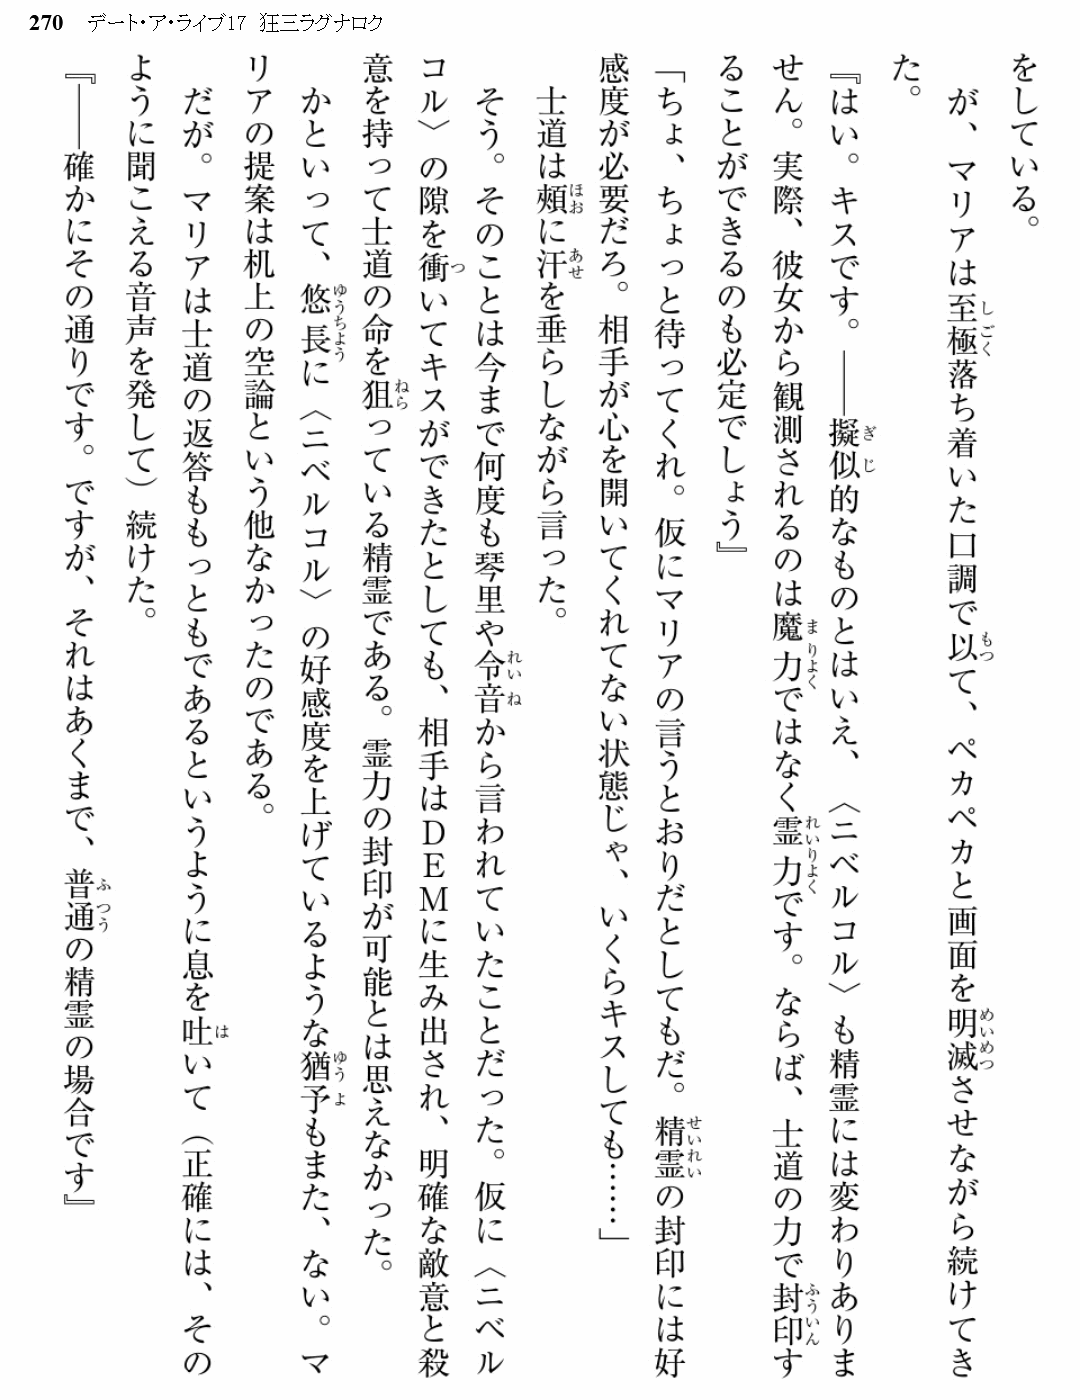 270 デート・ア・ライブ17 狂三ラグナロク
をしている。
が、マリアは至極落ち着いた口調で以て、ペカペカと画面を明滅させながら続けてき
た。
『はい。キスです。――擬似的なものとはいえ、〈ニベルコル〉も精霊には変わりありま
せん。実際、彼女から観測されるのは魔力ではなく霊力です。ならば、士道の力で封印す
ることができるのも必定でしょう』
「ちょ、ちょっと待ってくれ。仮にマリアの言うとおりだとしてもだ。精霊の封印には好
感度が必要だろ。相手が心を開いてくれてない状態じゃ、いくらキスしても……」
士道は頰に汗を垂らしながら言った。
そう。そのことは今まで何度も琴里や令音から言われていたことだった。仮に〈ニベル
コル〉の隙を衝いてキスができたとしても、相手はＤＥＭに生み出され、明確な敵意と殺
意を持って士道の命を狙っている精霊である。霊力の封印が可能とは思えなかった。
かといって、悠長に〈ニベルコル〉の好感度を上げているような猶予もまた、ない。マ
リアの提案は机上の空論という他なかったのである。
だが。マリアは士道の返答ももっともであるというように息を吐いて（正確には、その
ように聞こえる音声を発して）続けた。
『――確かにその通りです。ですが、それはあくまで、普通の精霊の場合です』